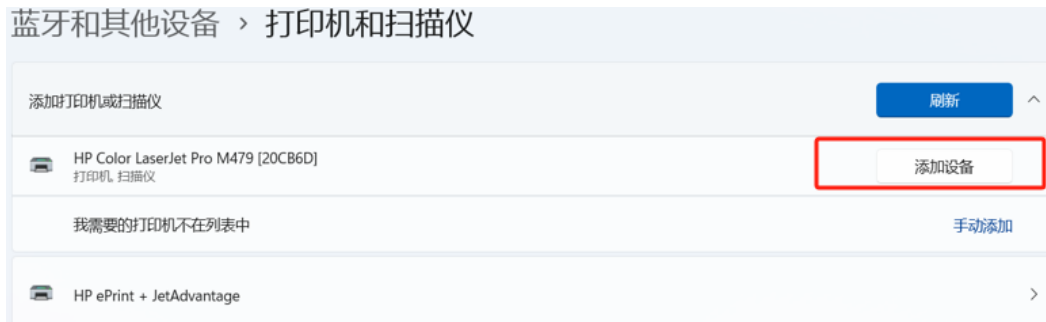 蓝牙和其他设备 › 打印机和扫描仪
添加打印机或扫描仪 刷新
HP Color LaserJet Pro M479 [20CB6D]
打印机, 扫描仪
添加设备
我需要的打印机不在列表中 手动添加
HP ePrint + JetAdvantage